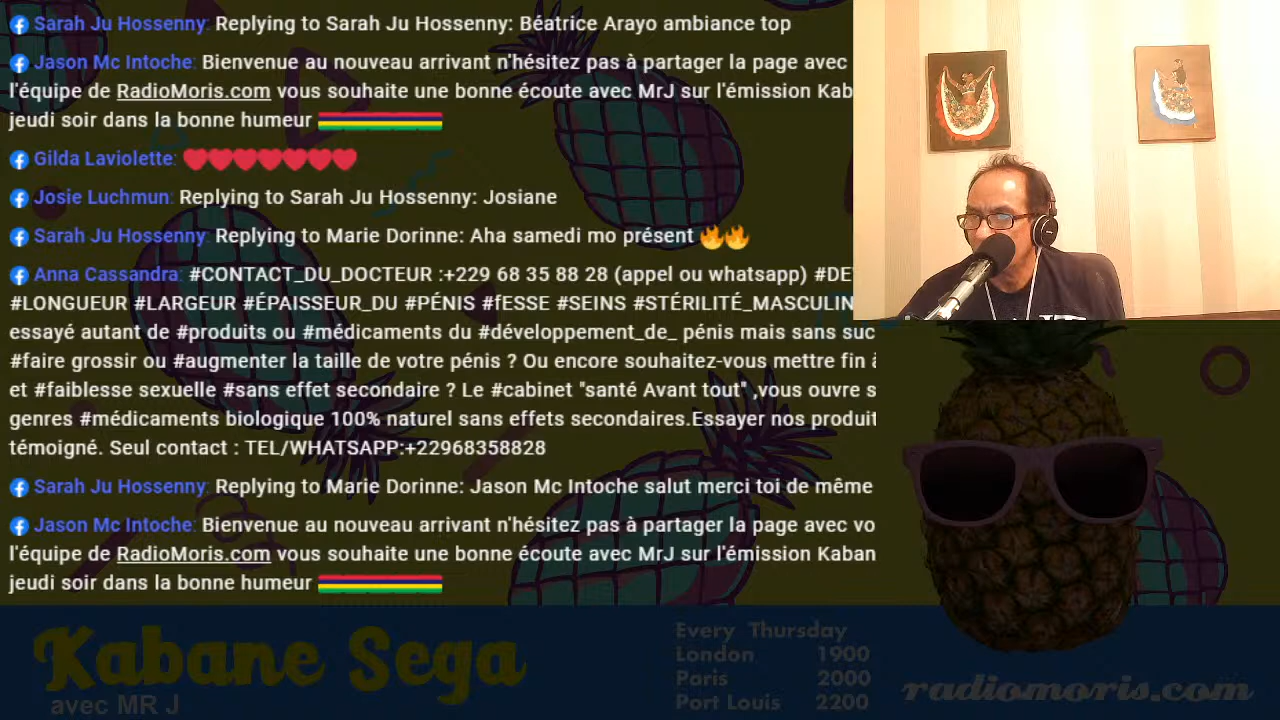 Sarah Ju Hossenny: Replying to Sarah Ju Hossenny: Béatrice Arayo ambiance top
Jason Mc Intoche: Bienvenue au nouveau arrivant n'hésitez pas à partager la page avec
l'équipe de RadioMoris.com vous souhaite une bonne écoute avec MrJ sur l'émission Kab
jeudi soir dans la bonne humeur
Gilda Laviolette: ❤️❤️❤️❤️❤️❤️❤️
Josie Luchmun: Replying to Sarah Ju Hossenny: Josiane
Sarah Ju Hossenny: Replying to Marie Dorinne: Aha samedi mo présent 🔥🔥
Anna Cassandra: #CONTACT_DU_DOCTEUR :+229 68 35 88 28 (appel ou whatsapp) #DE
#LONGUEUR #LARGEUR #ÉPAISSEUR_DU #PÉNIS #fESSE #SEINS #STÉRILITÉ_MASCULIN
essayé autant de #produits ou #médicaments du #développement_de_ pénis mais sans suc
#faire grossir ou #augmenter la taille de votre pénis ? Ou encore souhaitez-vous mettre fin à
et #faiblesse sexuelle #sans effet secondaire ? Le #cabinet "santé Avant tout" ,vous ouvre s
genres #médicaments biologique 100% naturel sans effets secondaires.Essayer nos produit
témoigné. Seul contact : TEL/WHATSAPP:+22968358828
Sarah Ju Hossenny: Replying to Marie Dorinne: Jason Mc Intoche salut merci toi de même
Jason Mc Intoche: Bienvenue au nouveau arrivant n'hésitez pas à partager la page avec vo
l'équipe de RadioMoris.com vous souhaite une bonne écoute avec MrJ sur l'émission Kaban
jeudi soir dans la bonne humeur
Kabane Sega
avec MR J
Every Thursday
London 1900
Paris 2000
Port Louis 2200
radiomoris.com